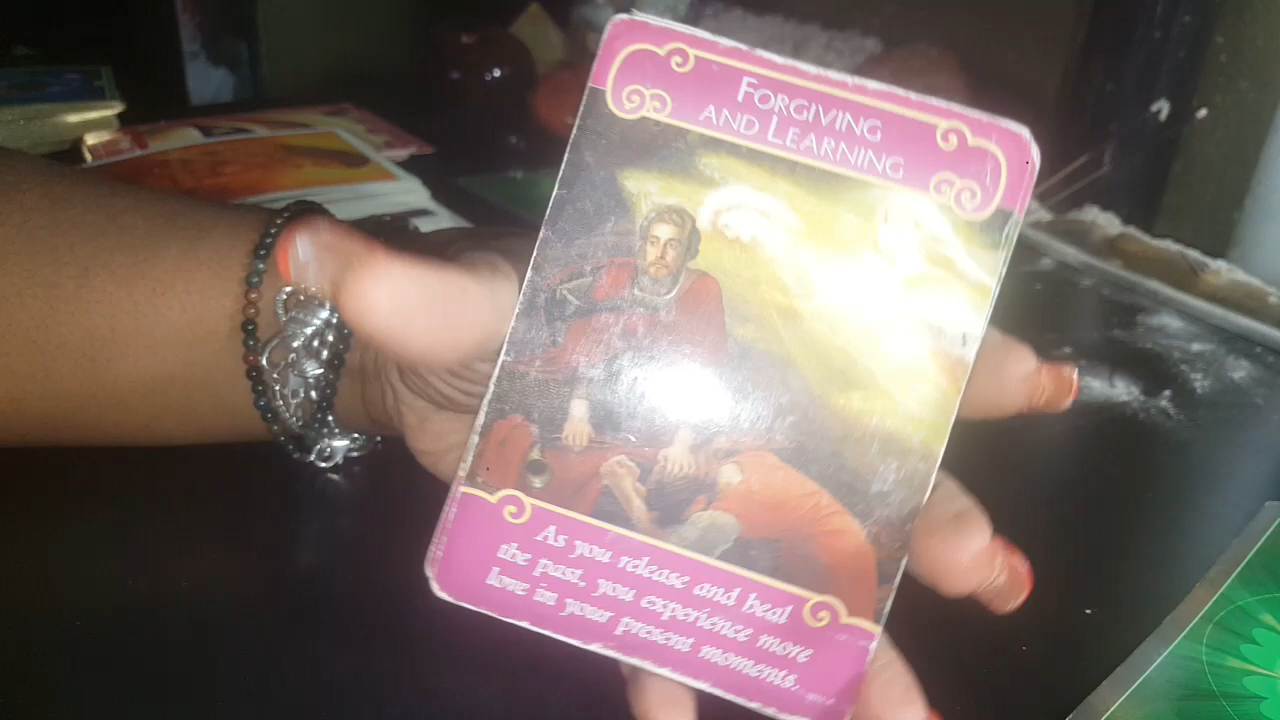 FORGIVING
AND LEARNING
As you release and heal
the past, you experience more
love in your present moments.